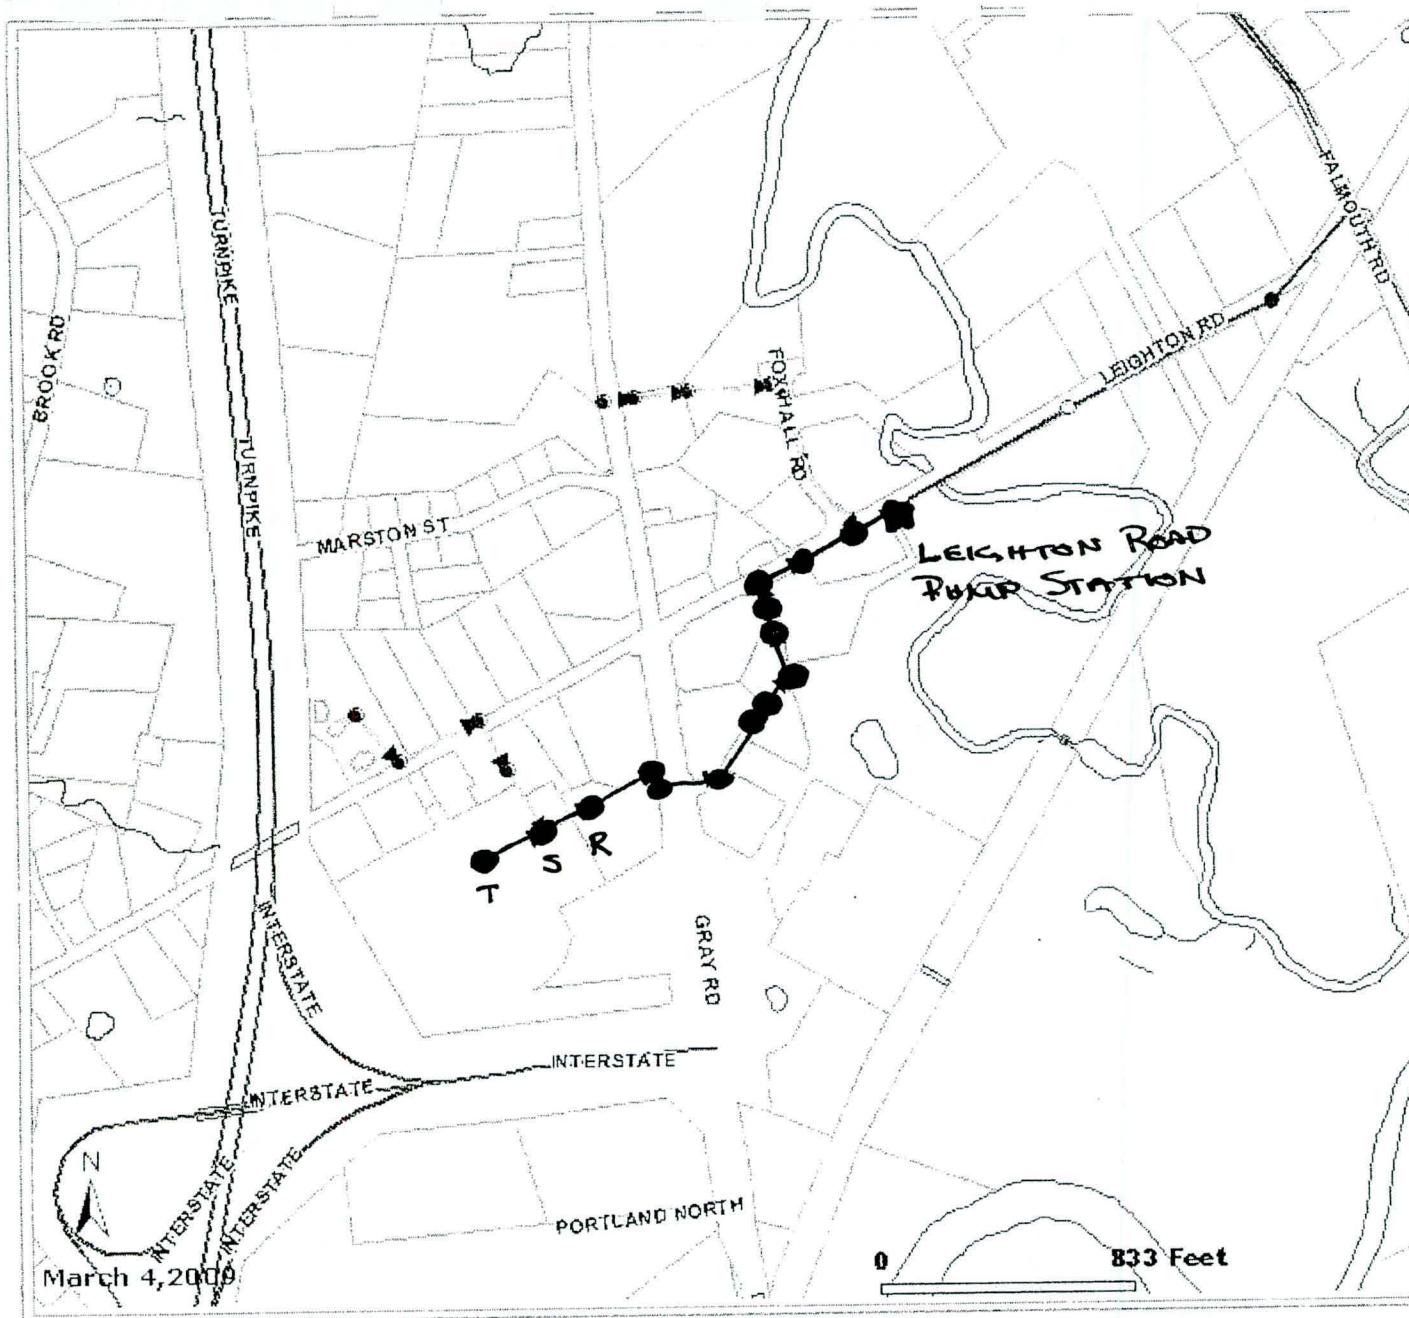 FALMOUTH RD
TURNPIKE
BROOK RD
LEIGHTON RD
FOXHALL RD
TURNPIKE
MARSTON ST
LEIGHTON ROAD
PUMP STATION
S R
T
GRAY RD
INTERSTATE
INTERSTATE
INTERSTATE
N
INTERSTATE
INTERSTATE
PORTLAND NORTH
0 833 Feet
March 4,2009